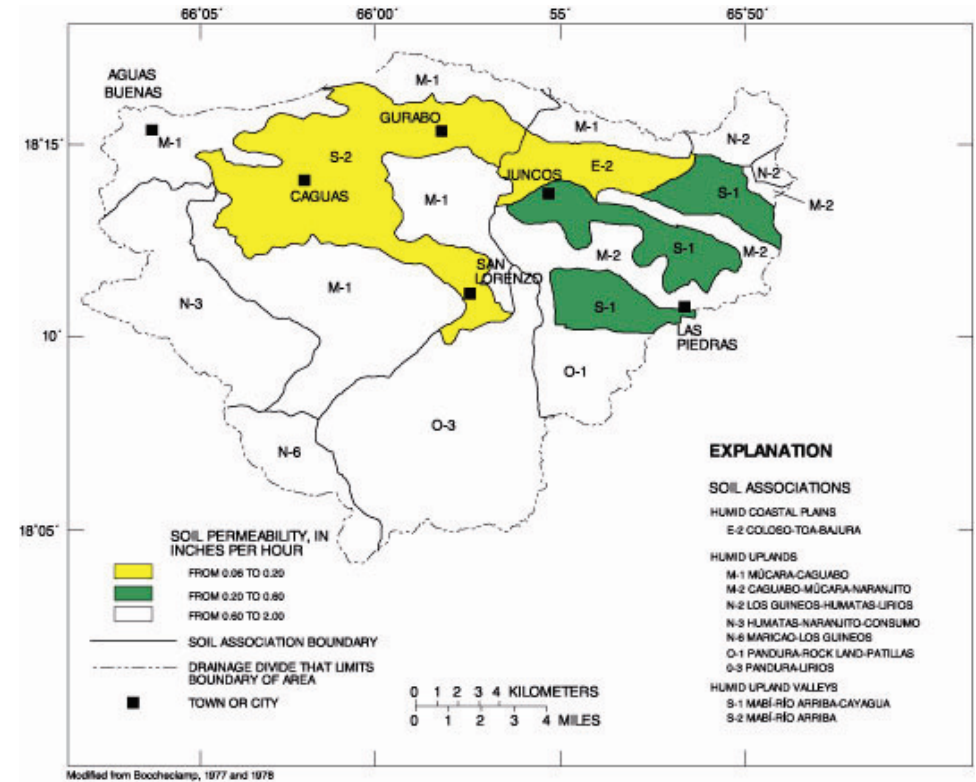 66°05'
66°00'
55'
65°50'
AGUAS
BUENAS
M-1
M-1
GURABO
M-1
N-2
18°15'
M-1
S-2
JUNCOS
E-2
N-2
CAGUAS
M-1
S-1
M-2
SAN
LORENZO
M-2
S-1
M-2
N-3
M-1
S-1
10'
LAS
PIEDRAS
O-1
O-3
N-6
18°05'
SOIL PERMEABILITY, IN
INCHES PER HOUR
FROM 0.06 TO 0.20
FROM 0.20 TO 0.60
FROM 0.60 TO 2.00
SOIL ASSOCIATION BOUNDARY
DRAINAGE DIVIDE THAT LIMITS
BOUNDARY OF AREA
TOWN OR CITY
0 1 2 3 4 KILOMETERS
0 1 2 3 4 MILES
EXPLANATION
SOIL ASSOCIATIONS
HUMID COASTAL PLAINS
E-2 COLOSO-TOA-BAJURA
HUMID UPLANDS
M-1 MÚCARA-CAGUABO
M-2 CAGUABO-MÚCARA-NARANJITO
N-2 LOS GUINEOS-HUMATAS-LIRIOS
N-3 HUMATAS-NARANJITO-CONSUMO
N-6 MARICAO-LOS GUINEOS
O-1 PANDURA-ROCK LAND-PATILLAS
O-3 PANDURA-LIRIOS
HUMID UPLAND VALLEYS
S-1 MABÍ-RÍO ARRIBA-CAYAGUA
S-2 MABÍ-RÍO ARRIBA
Modified from Boccheciamp, 1977 and 1978